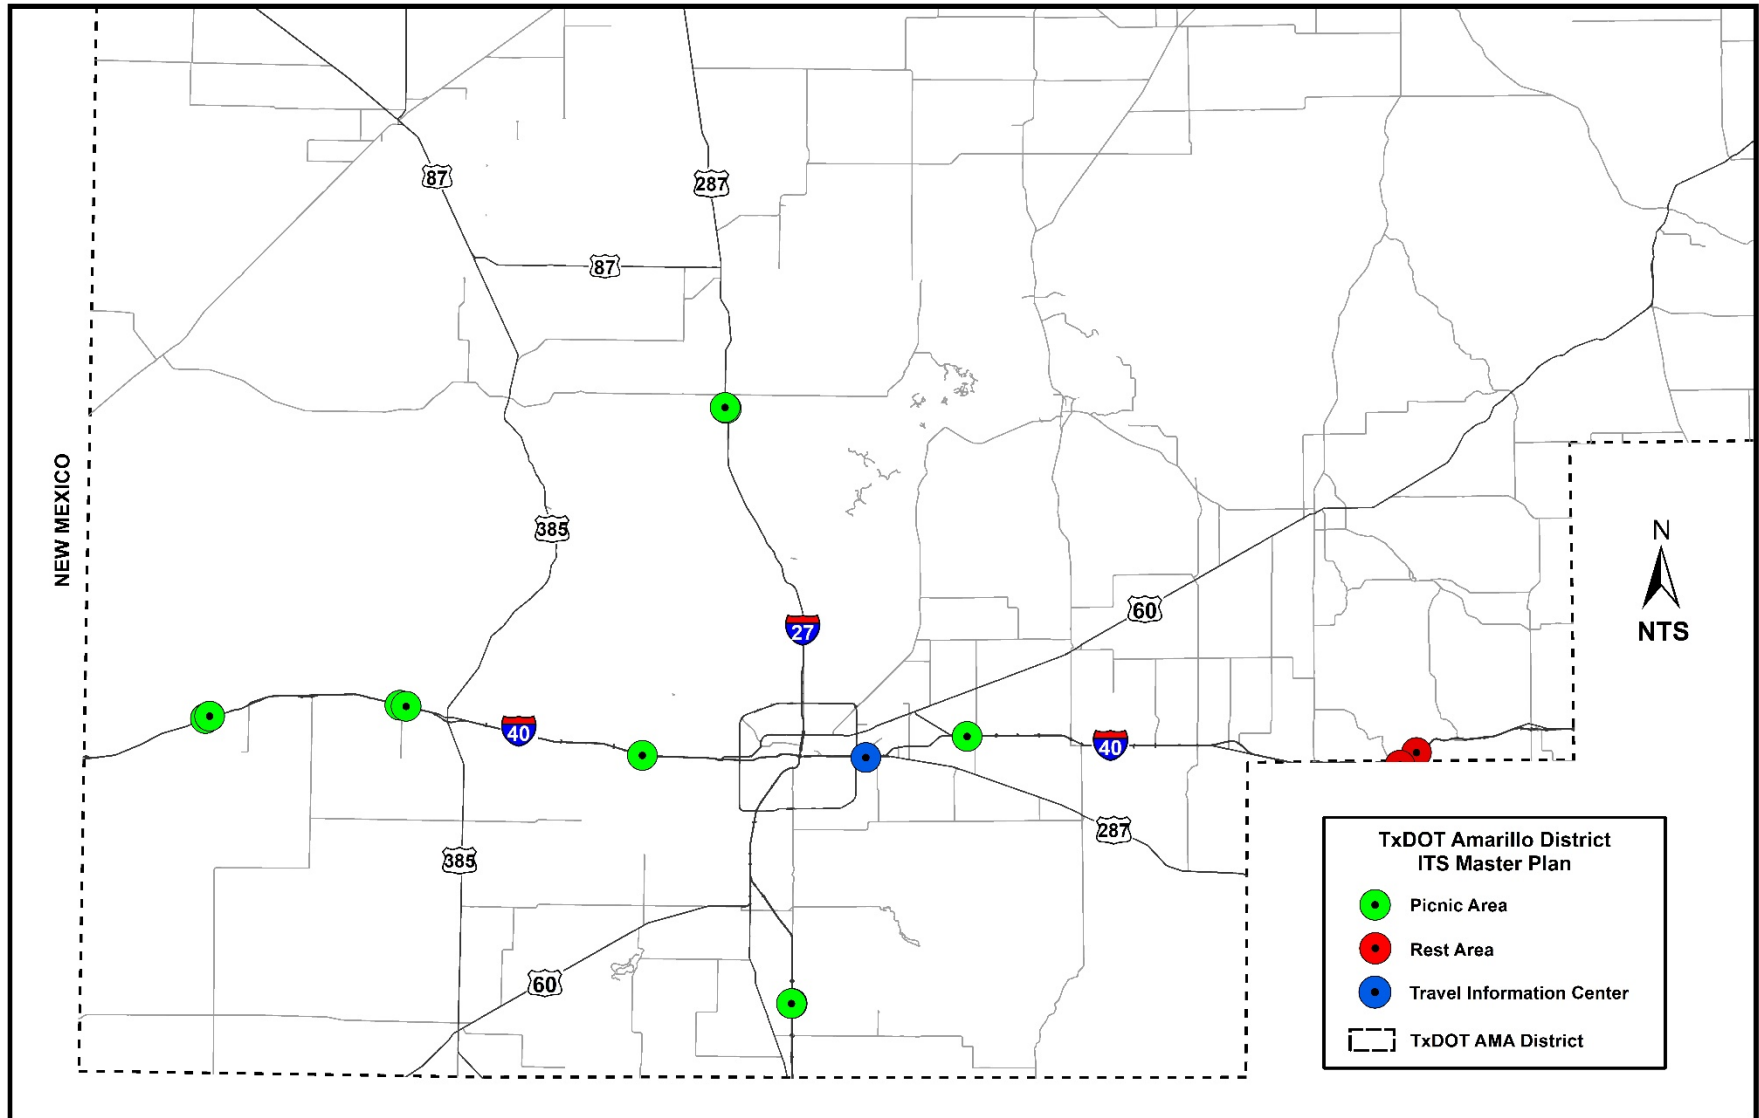 87
287
87
NEW MEXICO
385
N
NTS
60
27
40
40
287
385
60
TxDOT Amarillo District
ITS Master Plan
Picnic Area
Rest Area
Travel Information Center
TxDOT AMA District